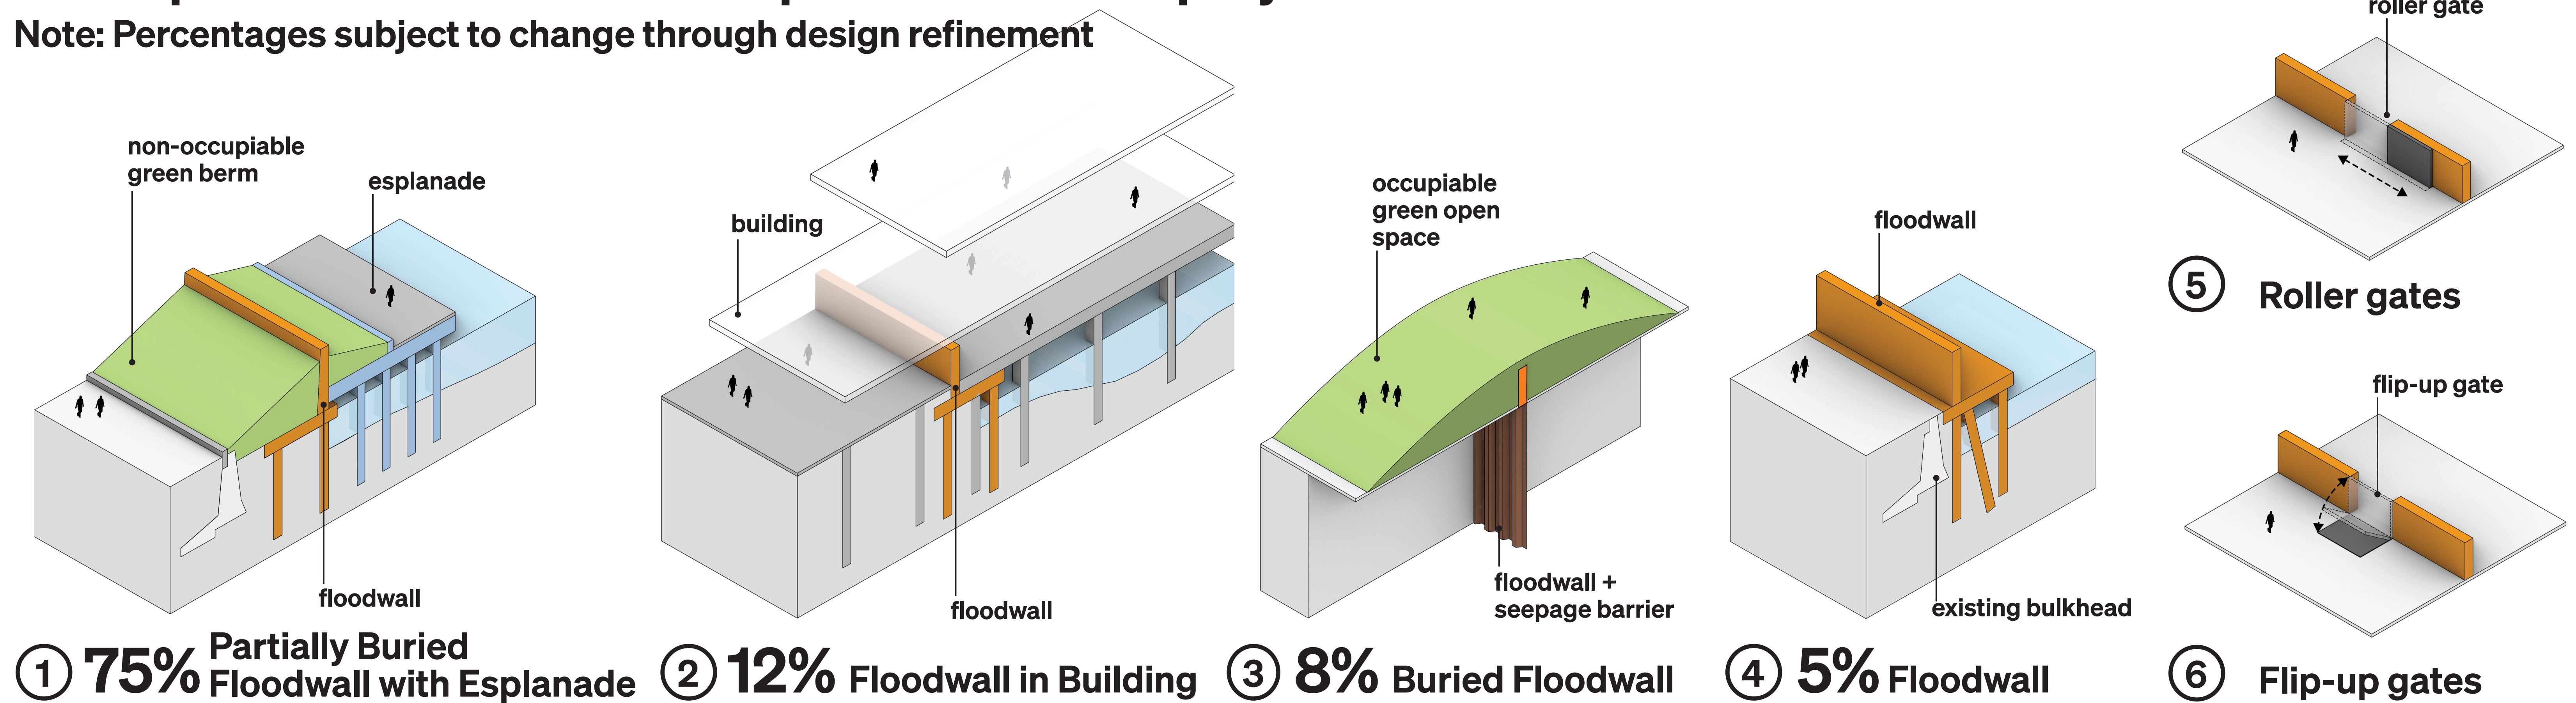 Note: Percentages subject to change through design refinement
non-occupiable
green berm
esplanade
floodwall
1 75% Partially Buried
Floodwall with Esplanade
building
floodwall
2 12% Floodwall in Building
occupiable
green open
space
floodwall +
seepage barrier
3 8% Buried Floodwall
floodwall
existing bulkhead
4 5% Floodwall
roller gate
5 Roller gates
flip-up gate
6 Flip-up gates